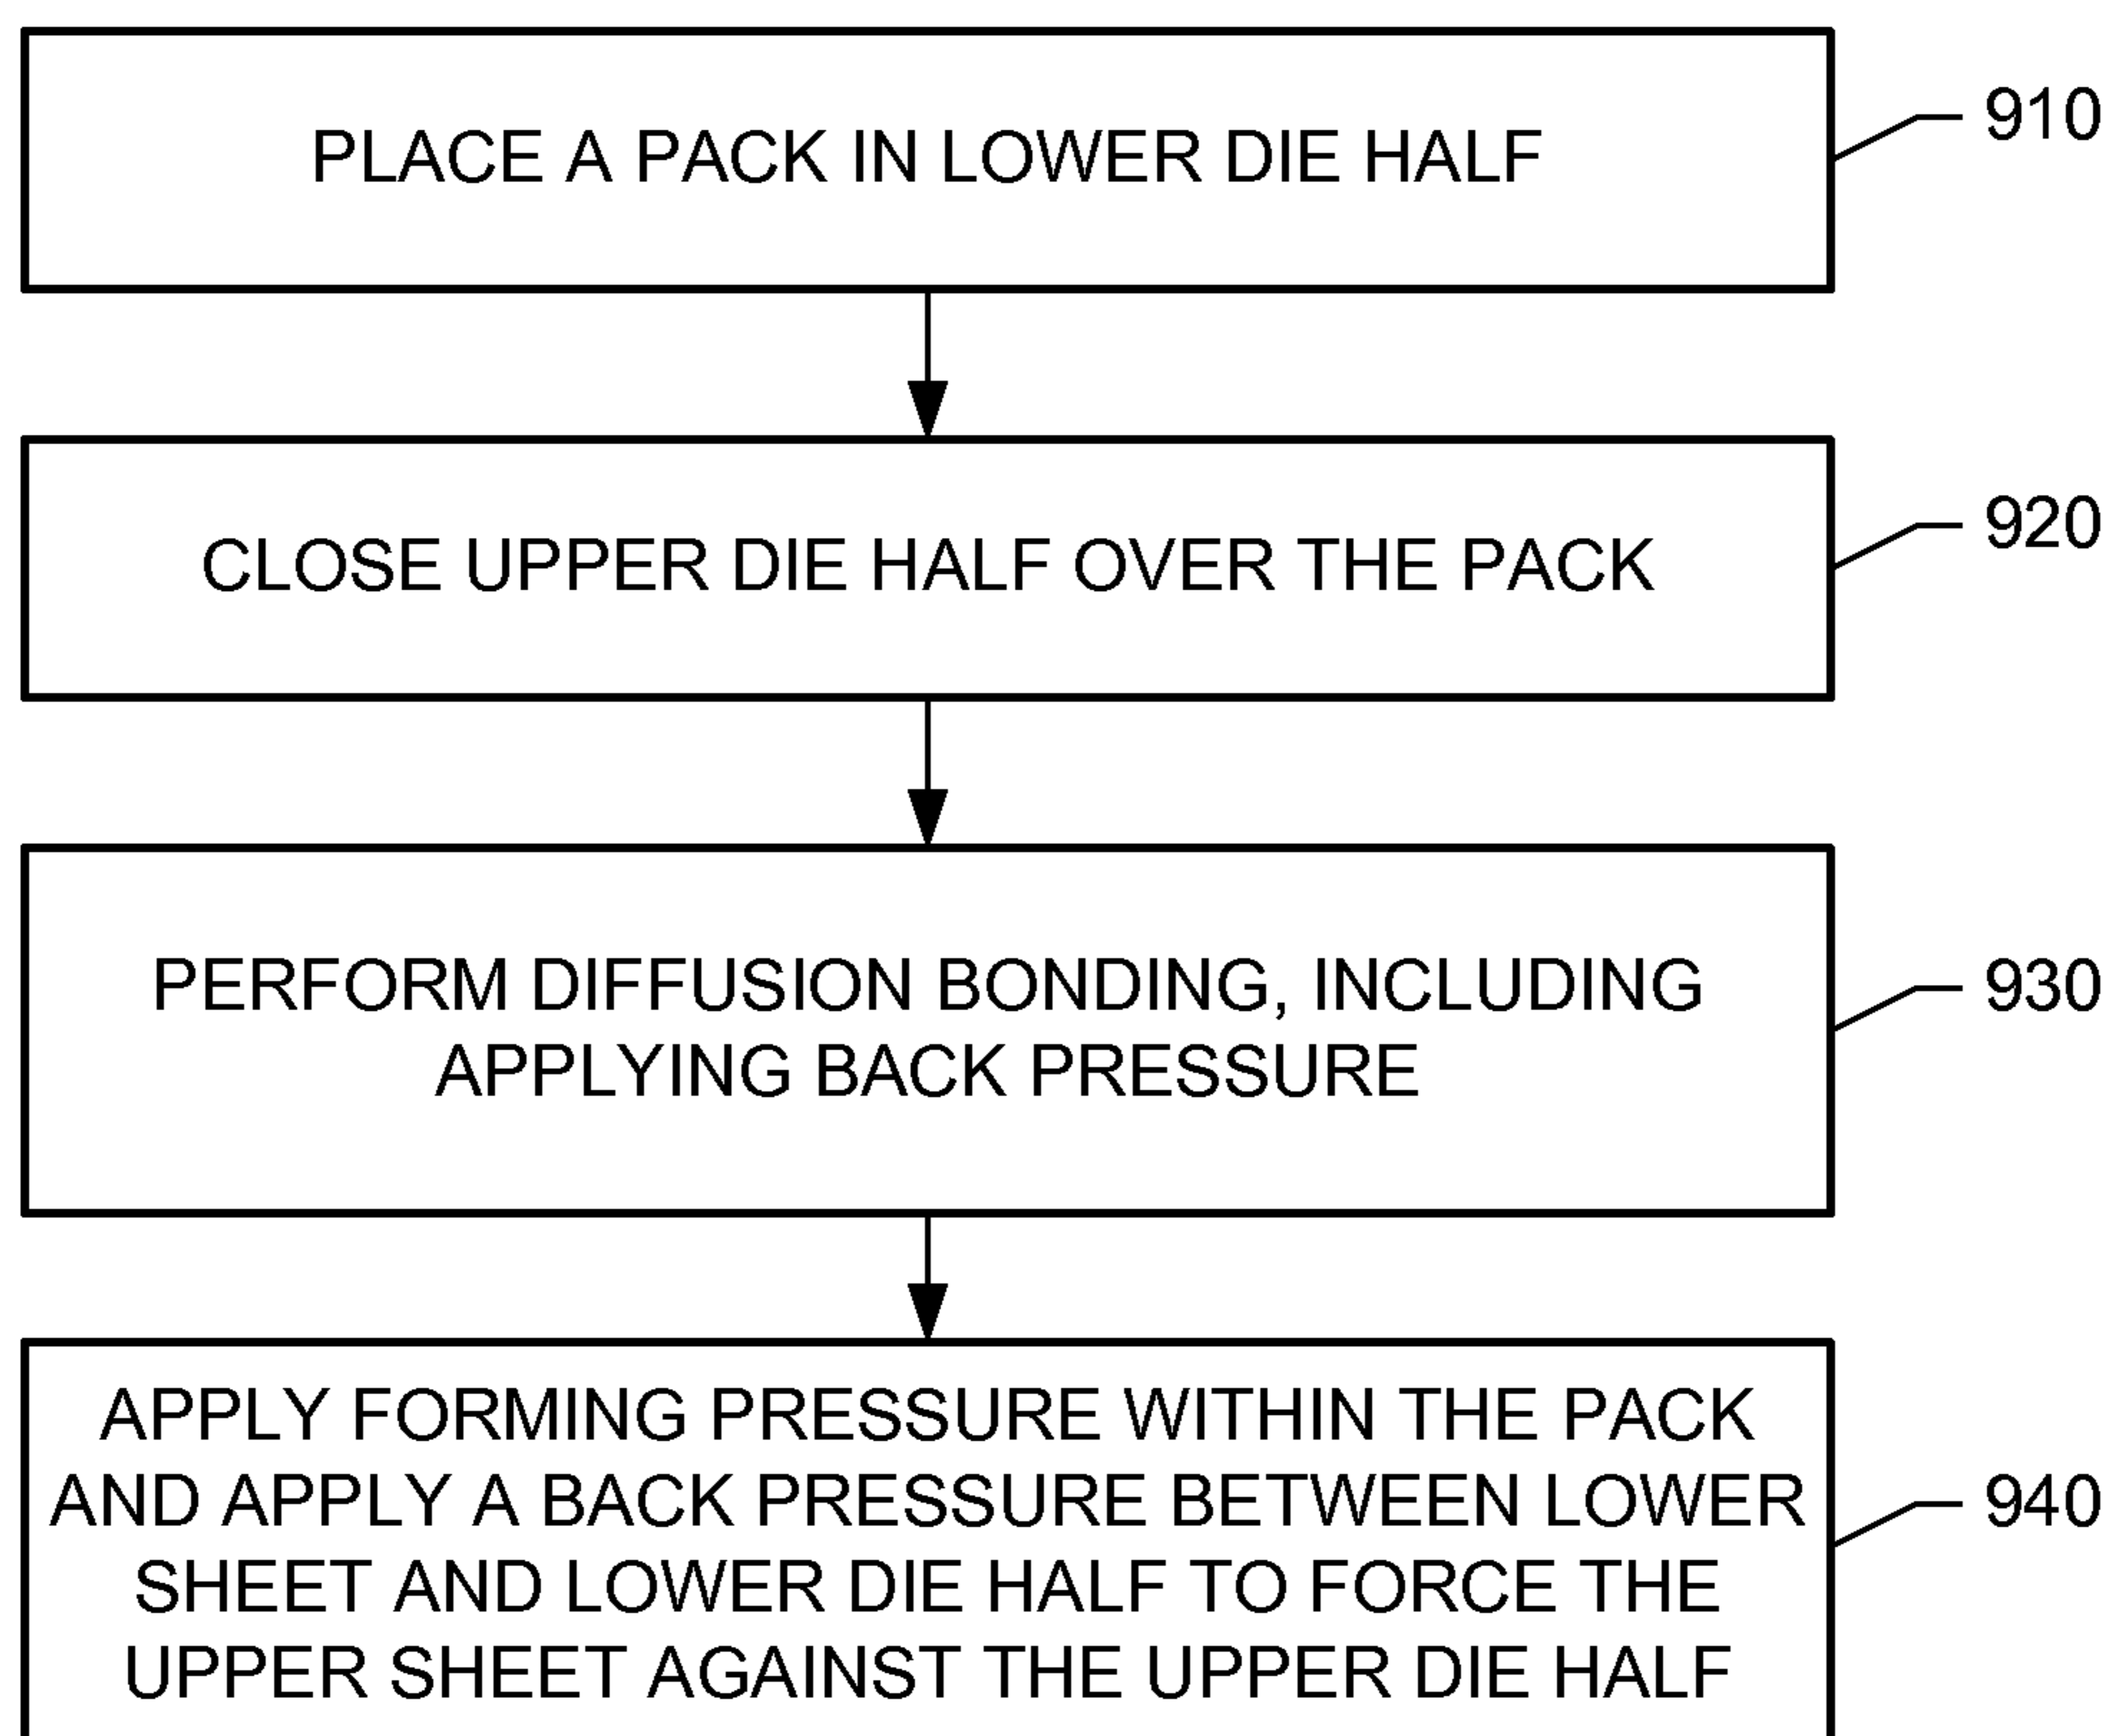 PLACE A PACK IN LOWER DIE HALF
910
CLOSE UPPER DIE HALF OVER THE PACK
920
PERFORM DIFFUSION BONDING, INCLUDING
APPLYING BACK PRESSURE
930
APPLY FORMING PRESSURE WITHIN THE PACK
AND APPLY A BACK PRESSURE BETWEEN LOWER
SHEET AND LOWER DIE HALF TO FORCE THE
UPPER SHEET AGAINST THE UPPER DIE HALF
940